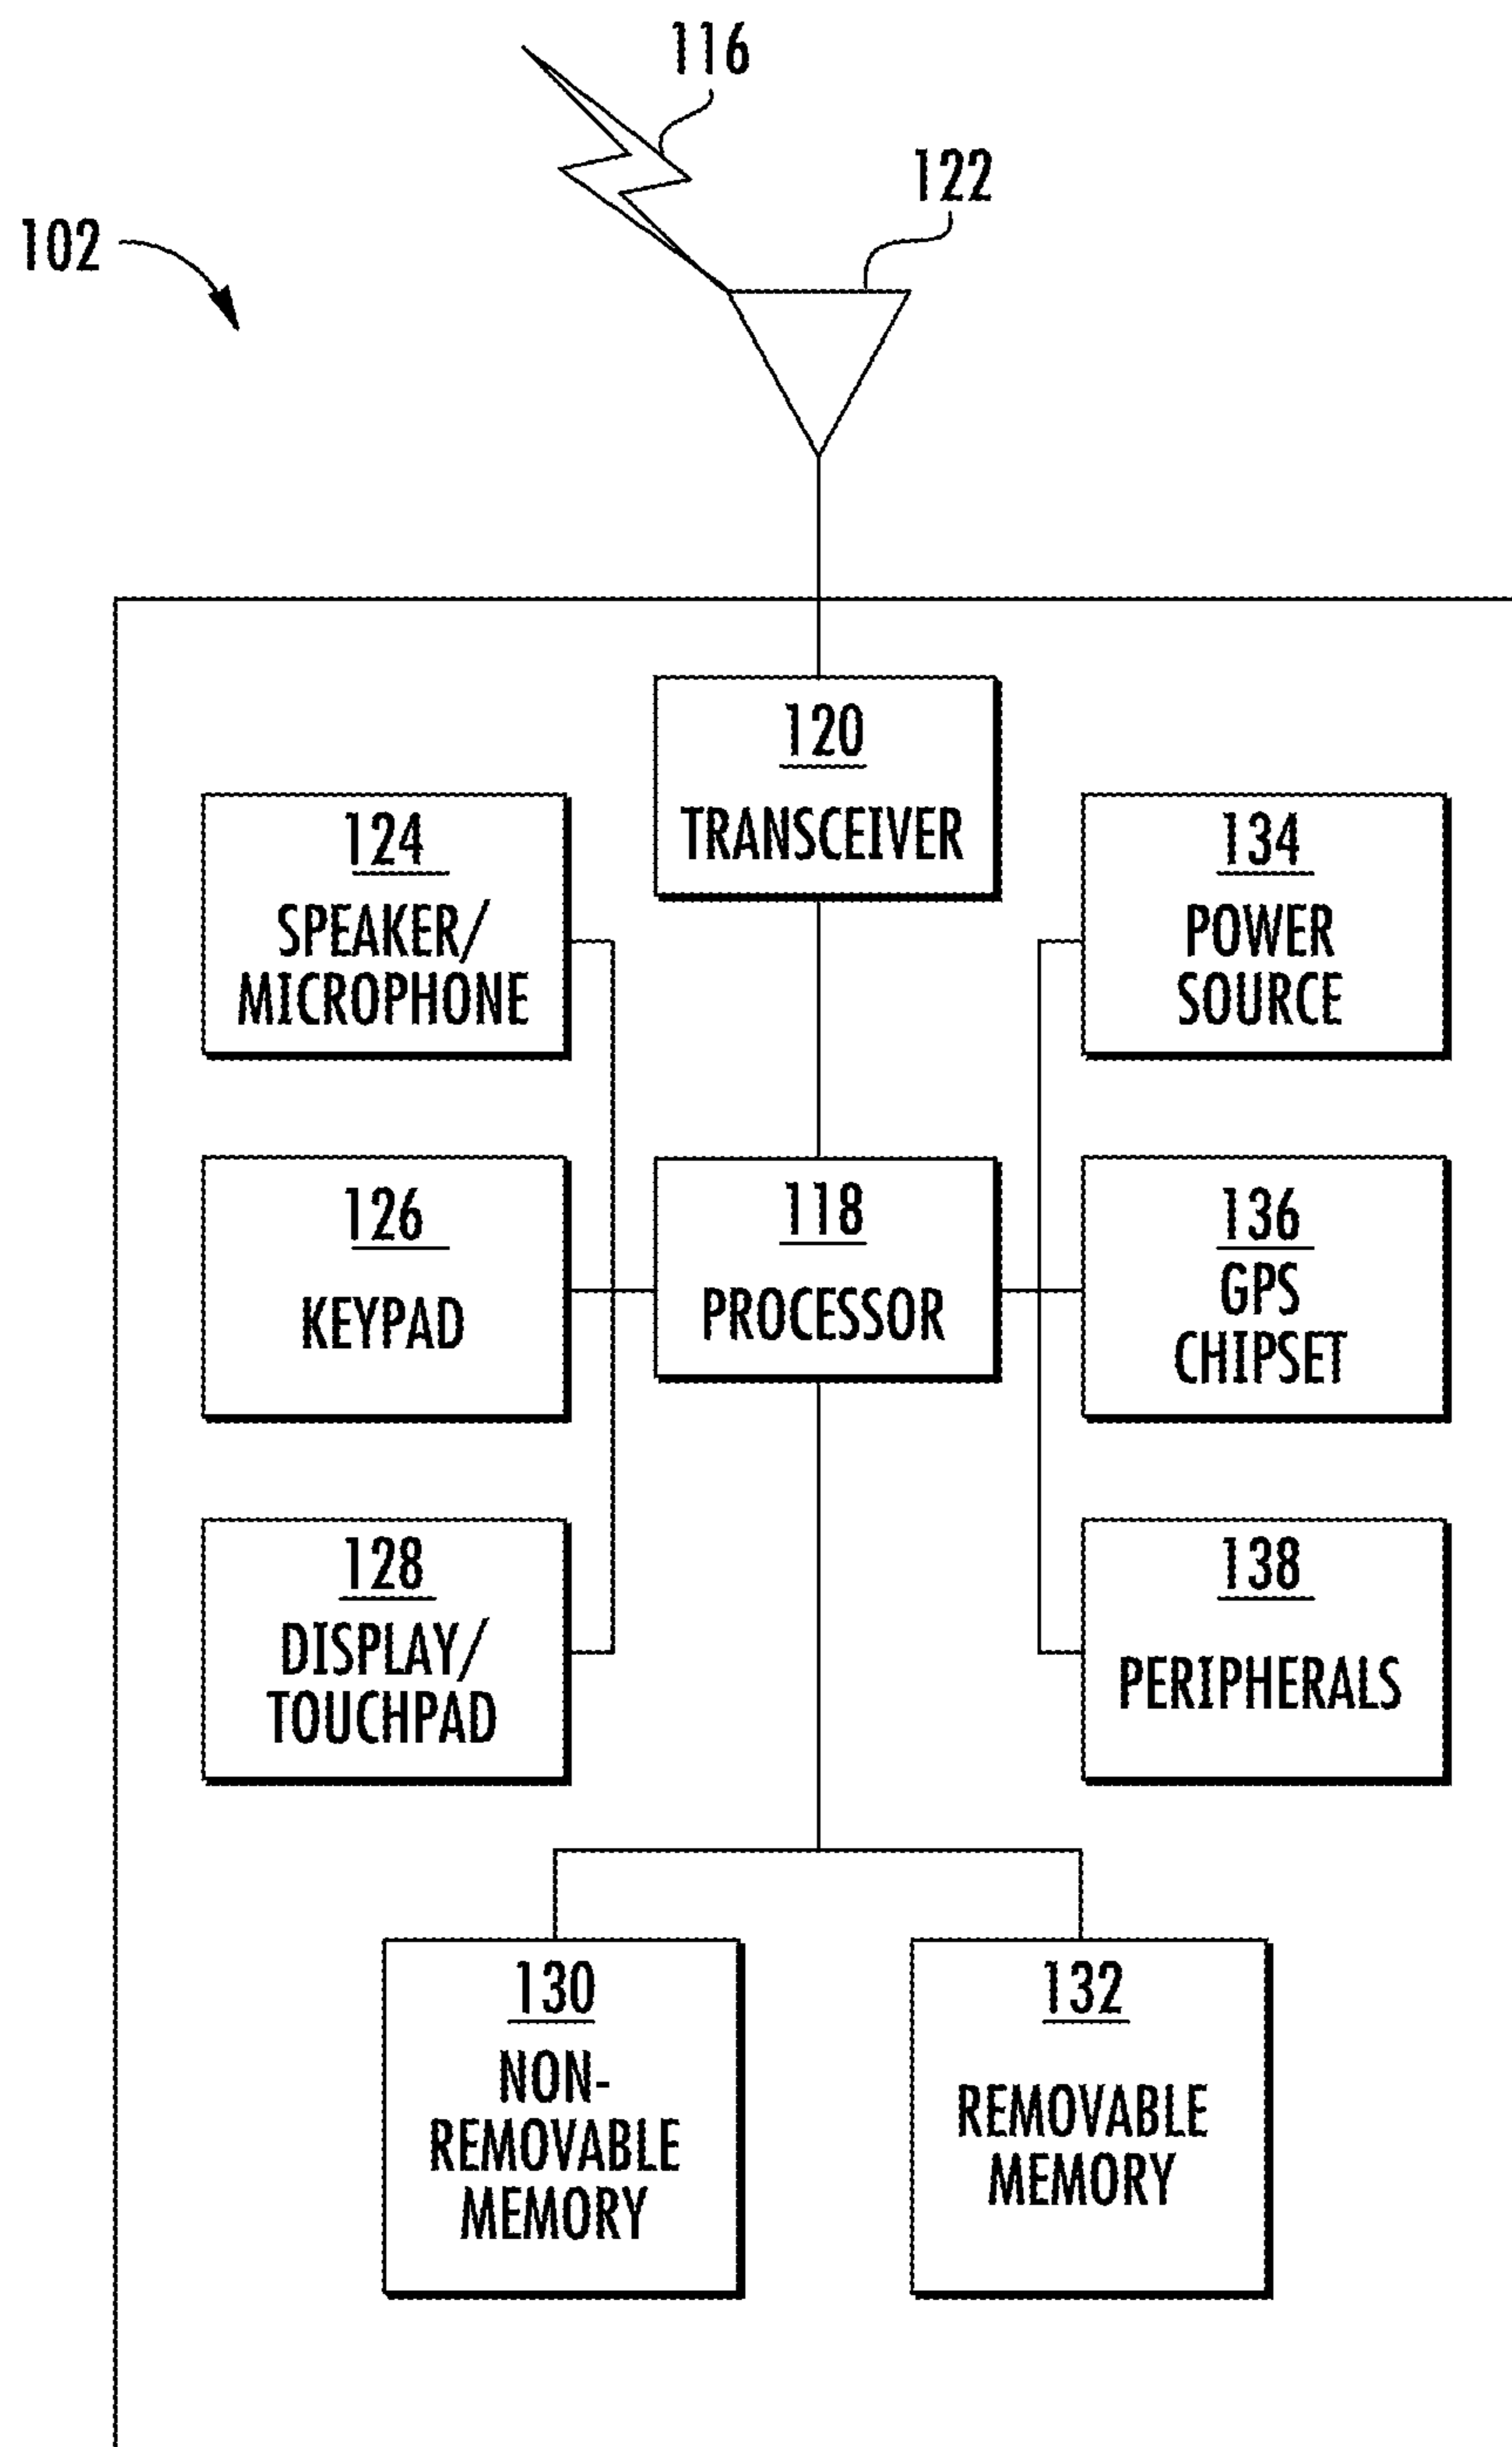 116
122
102
120
TRANSCEIVER
124
SPEAKER/
MICROPHONE
134
POWER
SOURCE
126
KEYPAD
118
PROCESSOR
136
GPS
CHIPSET
128
DISPLAY/
TOUCHPAD
138
PERIPHERALS
130
NON-
REMOVABLE
MEMORY
132
REMOVABLE
MEMORY